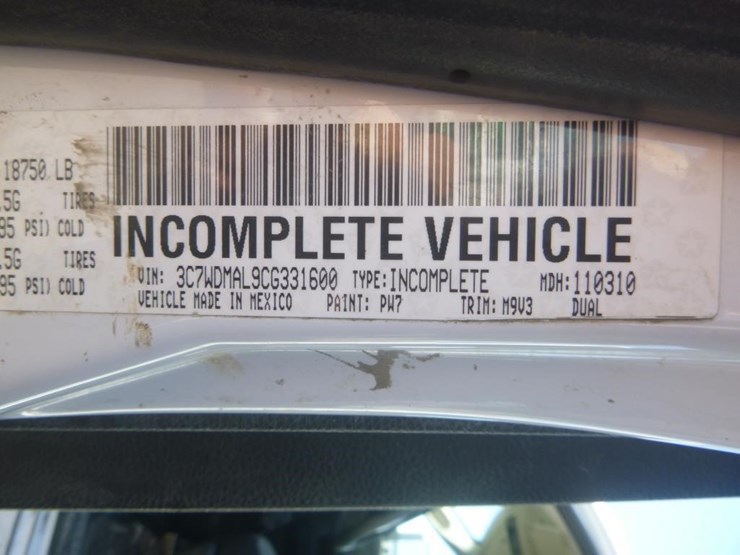 18750 LB
.5G TIRES
95 PSI) COLD
.5G TIRES
95 PSI) COLD
INCOMPLETE VEHICLE
VIN: 3C7WDMAL9CG331600 TYPE: INCOMPLETE MDH: 110310
VEHICLE MADE IN MEXICO PAINT: PW7 TRIM: M9V3 DUAL